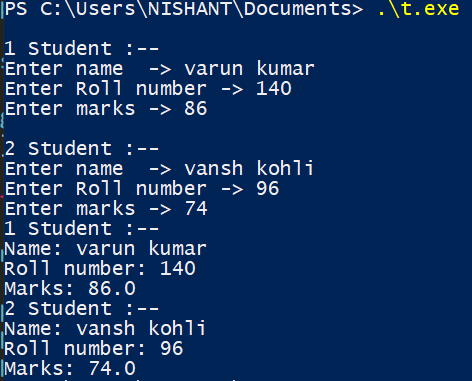 PS C:\Users\NISHANT\Documents> .\t.exe
1 Student :--
Enter name  -> varun kumar
Enter Roll number -> 140
Enter marks -> 86
2 Student :--
Enter name  -> vansh kohli
Enter Roll number -> 96
Enter marks -> 74
1 Student :--
Name: varun kumar
Roll number: 140
Marks: 86.0
2 Student :--
Name: vansh kohli
Roll number: 96
Marks: 74.0